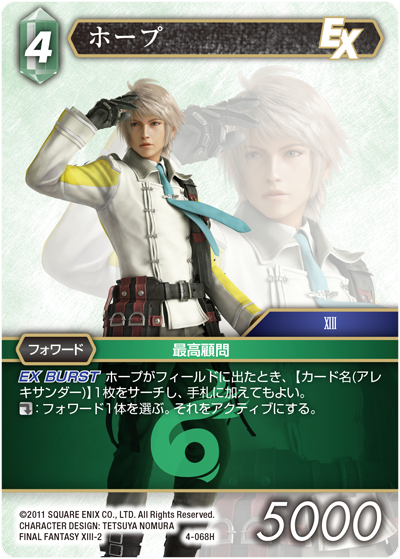 4
ホープ
EX
XIII
フォワード
最高顧問
EX BURST ホープがフィールドに出たとき、【カード名(アレ
キサンダー)】1枚をサーチし、手札に加えてもよい。
：フォワード1体を選ぶ。それをアクティブにする。
©2011 SQUARE ENIX CO., LTD. All Rights Reserved.
CHARACTER DESIGN: TETSUYA NOMURA
FINAL FANTASY XIII-2
4-068H
5000